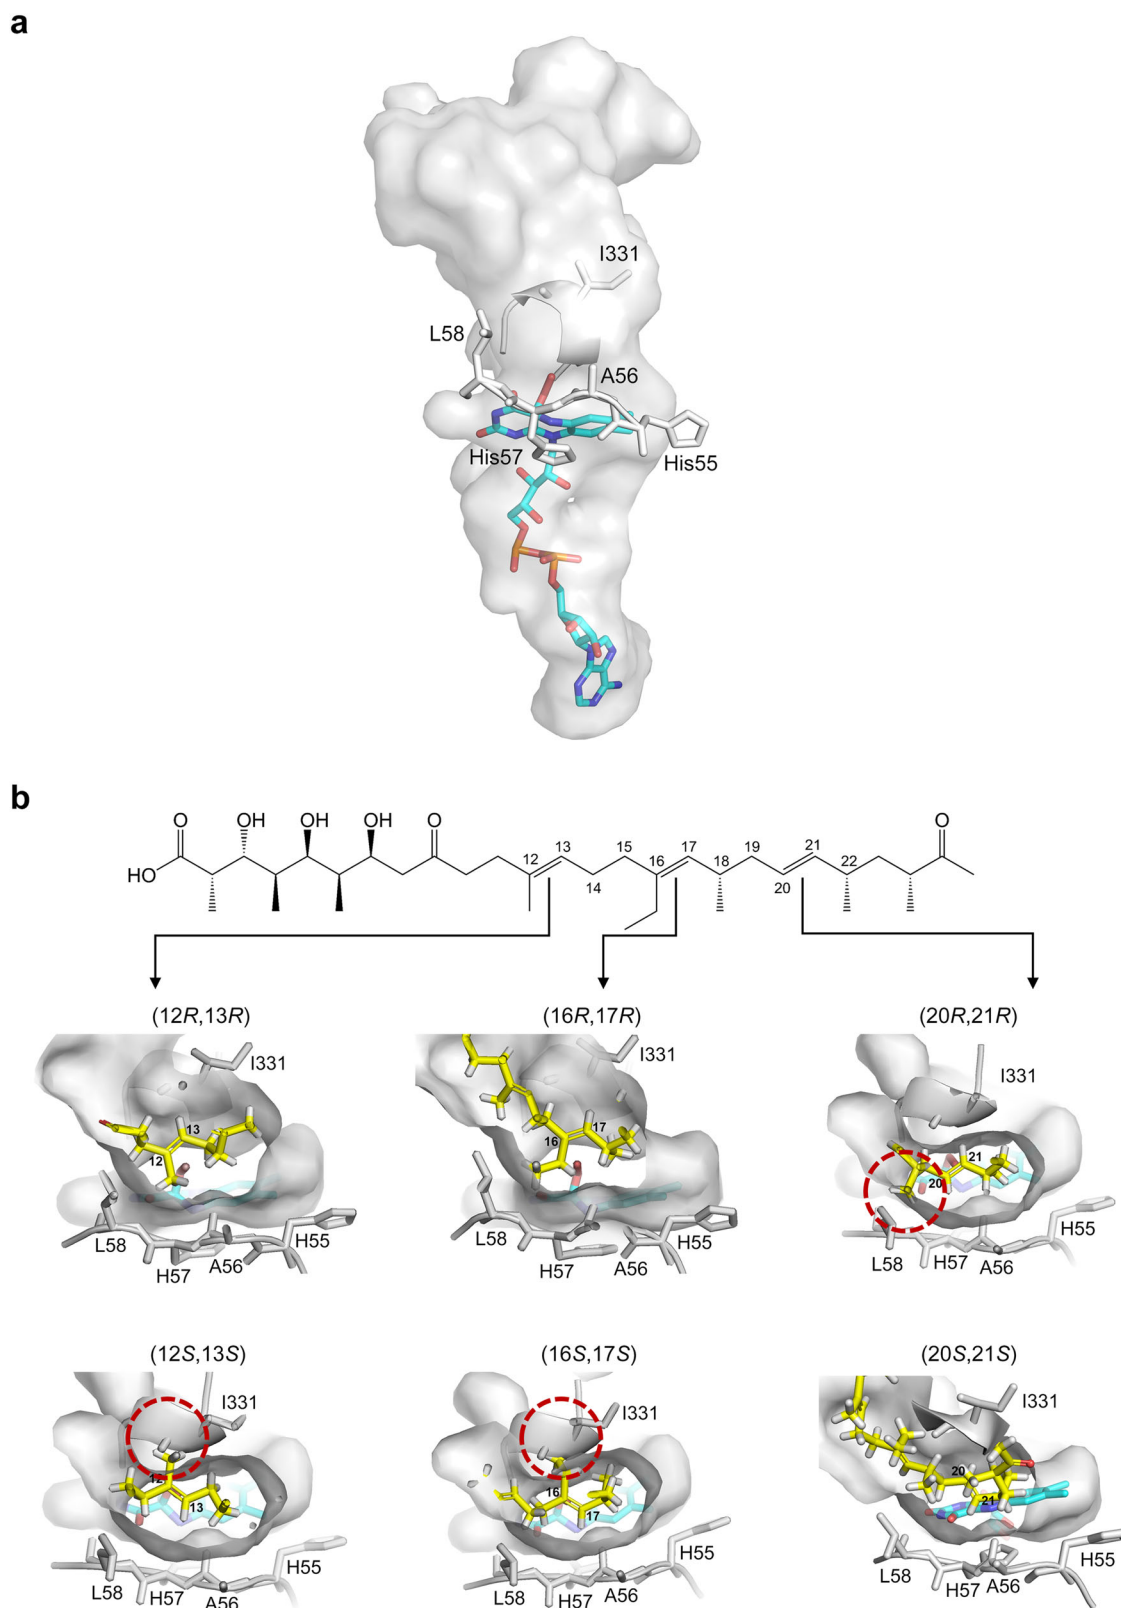 a
I331
L58
A56
His57
His55
b
O OH OH OH O O
12 13 15 16 17 19 21 22
HO 14 18 20
(12R,13R) (16R,17R) (20R,21R)
I331 I331 I331
13 17 21
12 16 20
L58 H57 A56 H55
L58 H57 A56 H55
L58 H57 A56 H55
(12S,13S) (16S,17S) (20S,21S)
I331 I331 I331
12 16 20
13 17 21
L58 H57 A56 H55
L58 H57 A56 H55
L58 H57 A56 H55